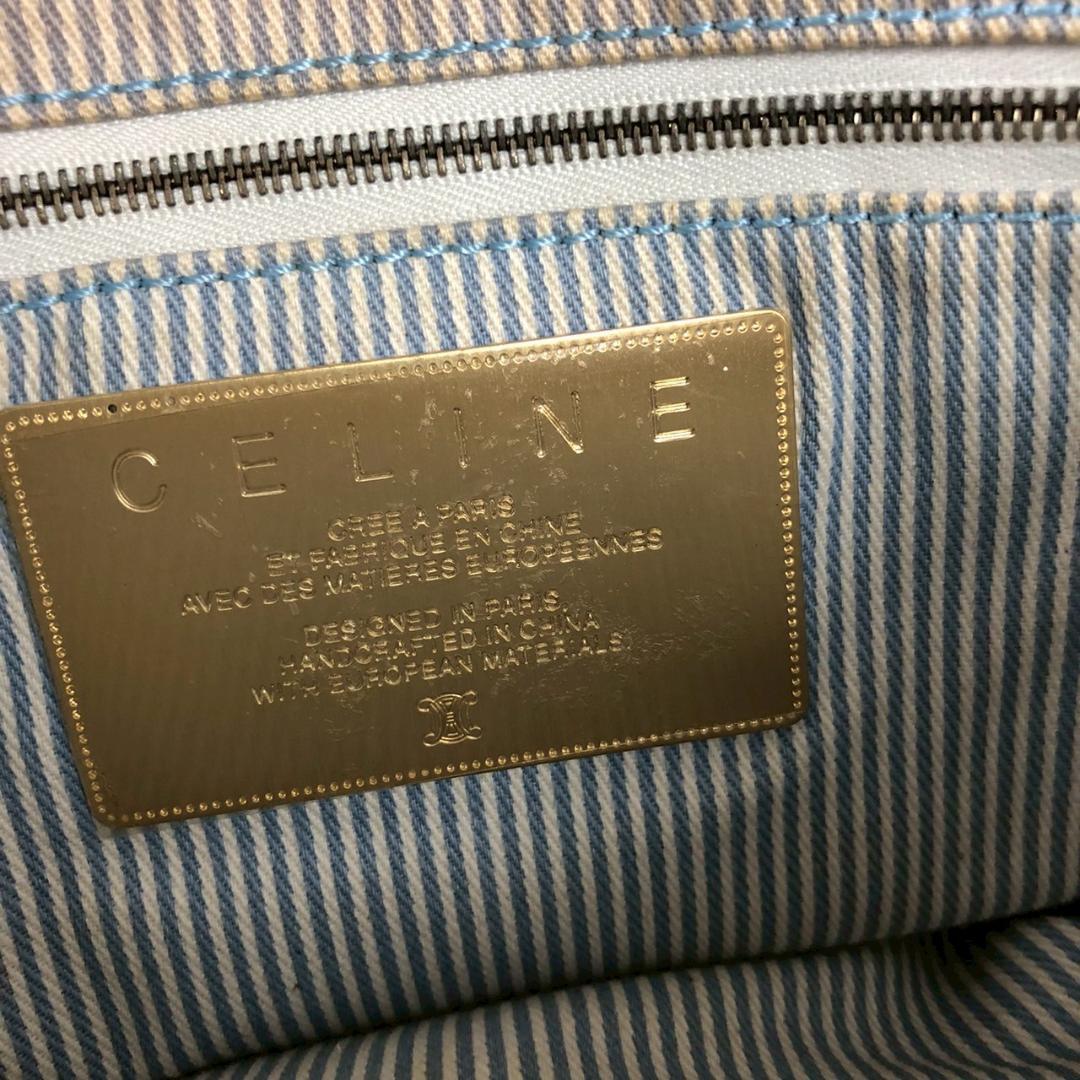 CELINE
CREE A PARIS
ET FABRIQUE EN CHINE
AVEC DES MATIERES EUROPEENNES
DESIGNED IN PARIS,
HANDCRAFTED IN CHINA
WITH EUROPEAN MATERIALS